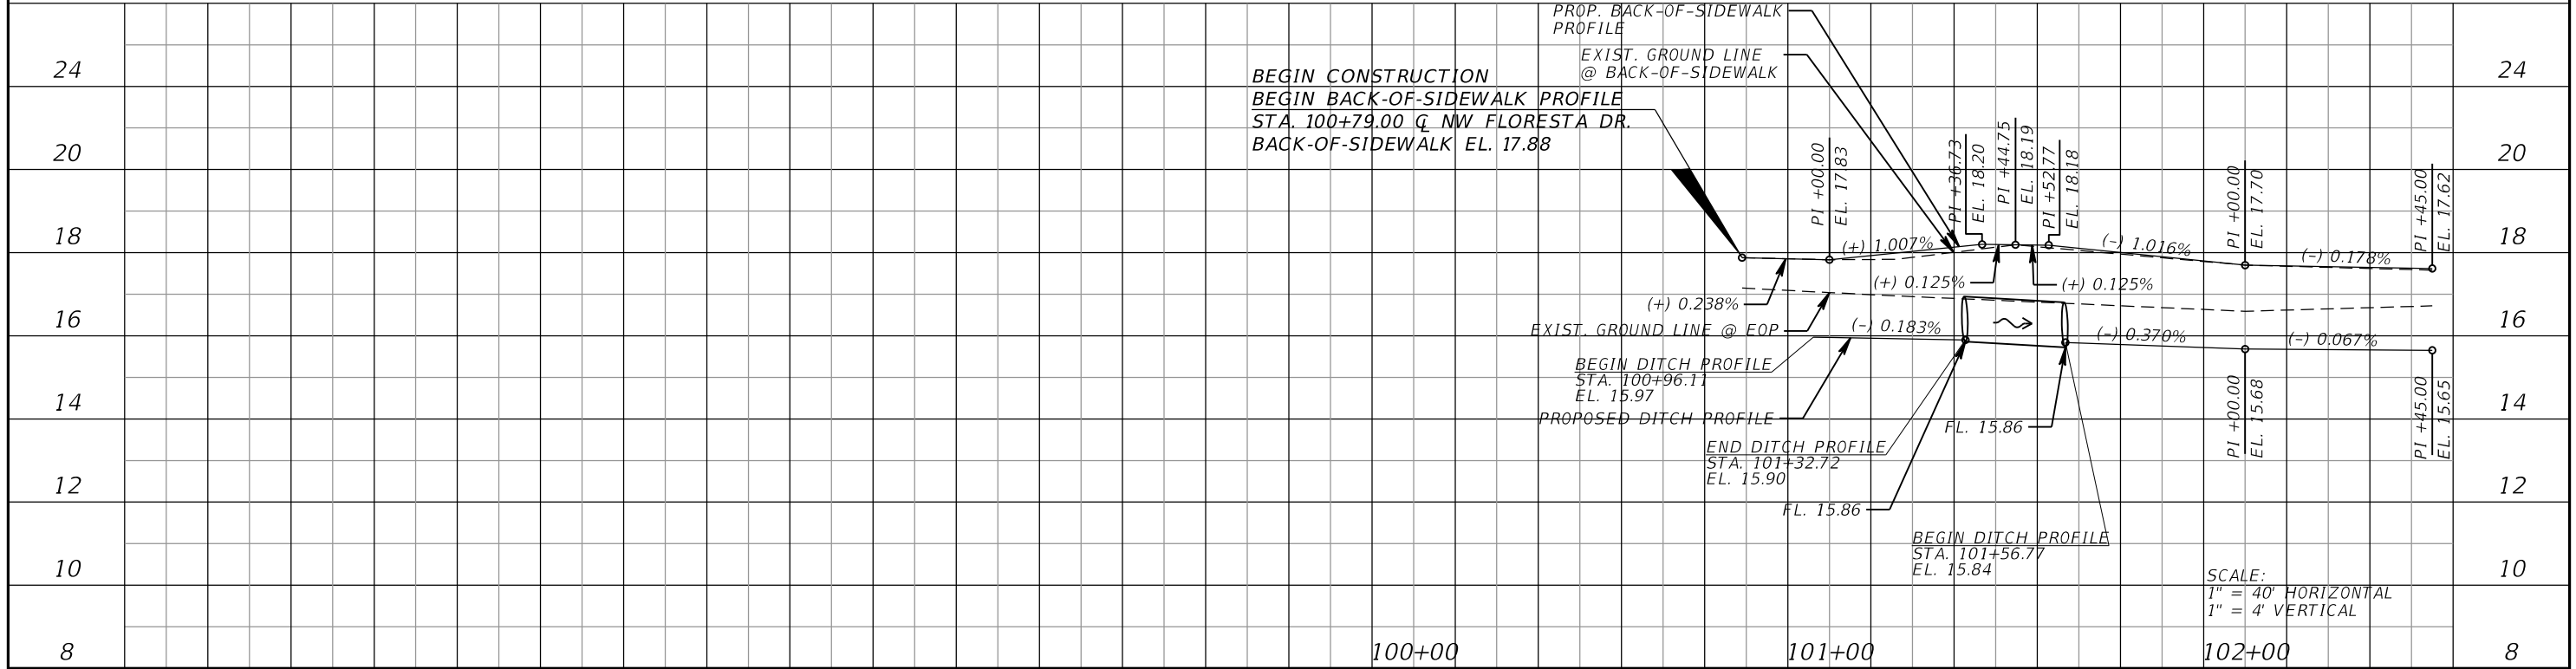 PROP. BACK-OF-SIDEWALK
PROFILE
EXIST. GROUND LINE
@ BACK-OF-SIDEWALK
24
24
BEGIN CONSTRUCTION
BEGIN BACK-OF-SIDEWALK PROFILE
STA. 100+79.00 ℄ NW FLORESTA DR.
BACK-OF-SIDEWALK EL. 17.88
20
20
PI +00.00
EL. 17.83
PI +36.73
EL. 18.20
PI +44.75
EL. 18.19
PI +52.77
EL. 18.18
PI +00.00
EL. 17.70
PI +45.00
EL. 17.62
18
18
(+) 1.007%
(-) 1.016%
(-) 0.178%
(+) 0.125%
(+) 0.125%
(+) 0.238%
16
16
EXIST. GROUND LINE @ EOP
(-) 0.183%
(-) 0.370%
(-) 0.067%
BEGIN DITCH PROFILE
STA. 100+96.11
EL. 15.97
14
14
PROPOSED DITCH PROFILE
FL. 15.86
PI +00.00
EL. 15.68
PI +45.00
EL. 15.65
END DITCH PROFILE
STA. 101+32.72
EL. 15.90
12
12
FL. 15.86
BEGIN DITCH PROFILE
STA. 101+56.77
EL. 15.84
10
10
SCALE:
1" = 40' HORIZONTAL
1" = 4' VERTICAL
8
100+00
101+00
102+00
8